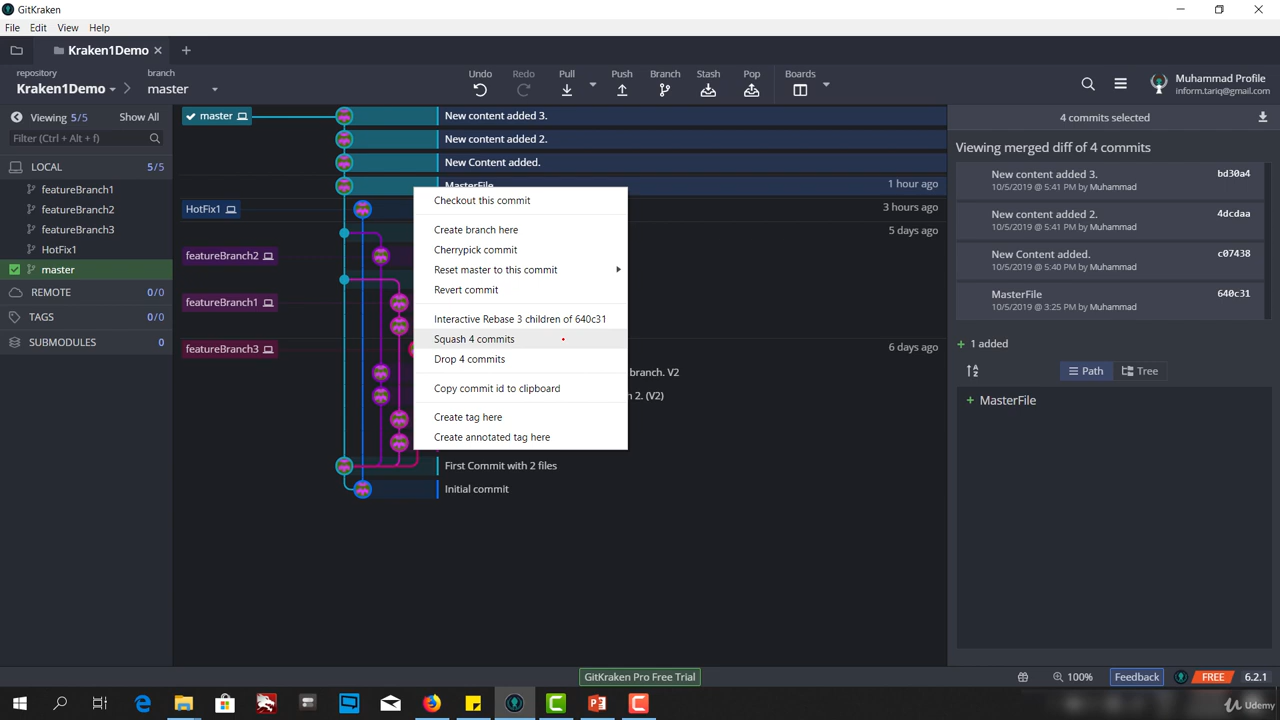 GitKraken
File Edit View Help
Kraken1Demo
repository
Kraken1Demo
branch
master
Undo
Redo
Pull
Push
Branch
Stash
Pop
Boards
Muhammad Profile
inform.tariq@gmail.com
Viewing 5/5
Show All
Filter (Ctrl + Alt + f)
LOCAL 5/5
featureBranch1
featureBranch2
featureBranch3
HotFix1
master
REMOTE 0/0
TAGS 0/0
SUBMODULES 0
master
New content added 3.
New content added 2.
New Content added.
MasterFile
1 hour ago
HotFix1
3 hours ago
5 days ago
featureBranch2
featureBranch1
featureBranch3
6 days ago
branch. V2
2. (V2)
First Commit with 2 files
Initial commit
Checkout this commit
Create branch here
Cherrypick commit
Reset master to this commit
Revert commit
Interactive Rebase 3 children of 640c31
Squash 4 commits
Drop 4 commits
Copy commit id to clipboard
Create tag here
Create annotated tag here
4 commits selected
Viewing merged diff of 4 commits
New content added 3. bd30a4
10/5/2019 @ 5:41 PM by Muhammad
New content added 2. 4dcdaa
10/5/2019 @ 5:41 PM by Muhammad
New Content added. c07438
10/5/2019 @ 5:40 PM by Muhammad
MasterFile 640c31
10/5/2019 @ 3:25 PM by Muhammad
+ 1 added
Path
Tree
+ MasterFile
GitKraken Pro Free Trial
100%
Feedback
FREE
6.2.1
Udemy